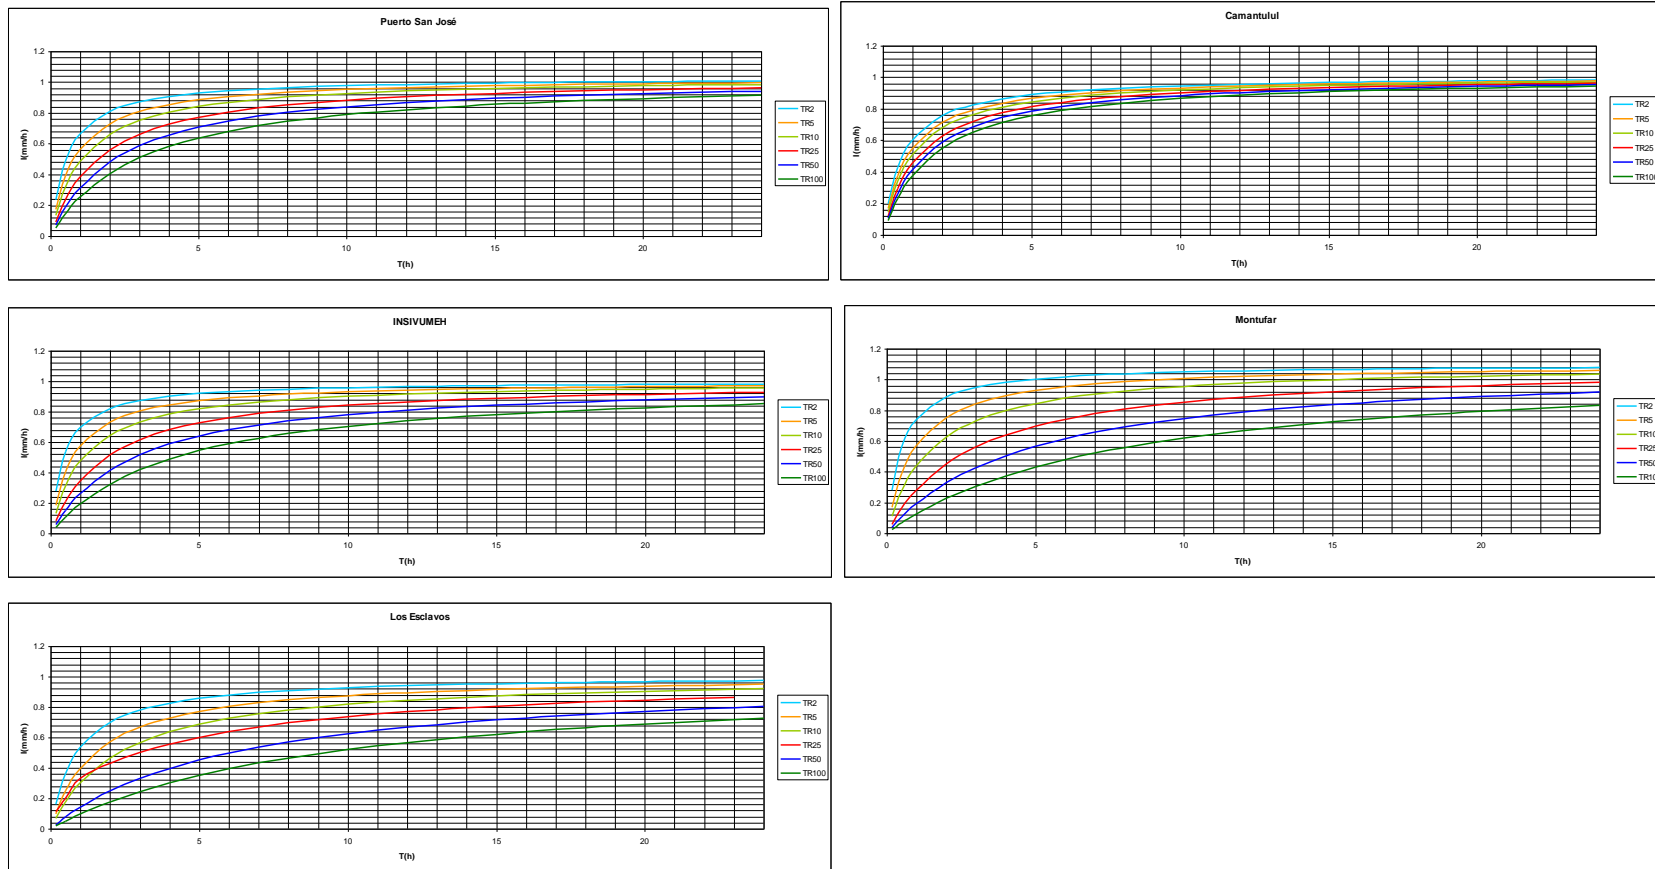 Puerto San José
1.2
1
0.8
0.6
0.4
0.2
0
I(mm/h)
0 5 10 15 20
T(h)
TR2
TR5
TR10
TR25
TR50
TR100
Camantulul
1.2
1
0.8
0.6
0.4
0.2
0
I(mm/h)
0 5 10 15 20
T(h)
TR2
TR5
TR10
TR25
TR50
TR100
INSIVUMEH
1.2
1
0.8
0.6
0.4
0.2
0
I(mm/h)
0 5 10 15 20
T(h)
TR2
TR5
TR10
TR25
TR50
TR100
Montufar
1.2
1
0.8
0.6
0.4
0.2
0
I(mm/h)
0 5 10 15 20
T(h)
TR2
TR5
TR10
TR25
TR50
TR10
Los Esclavos
1.2
1
0.8
0.6
0.4
0.2
0
I(mm/h)
0 5 10 15 20
T(h)
TR2
TR5
TR10
TR25
TR50
TR100